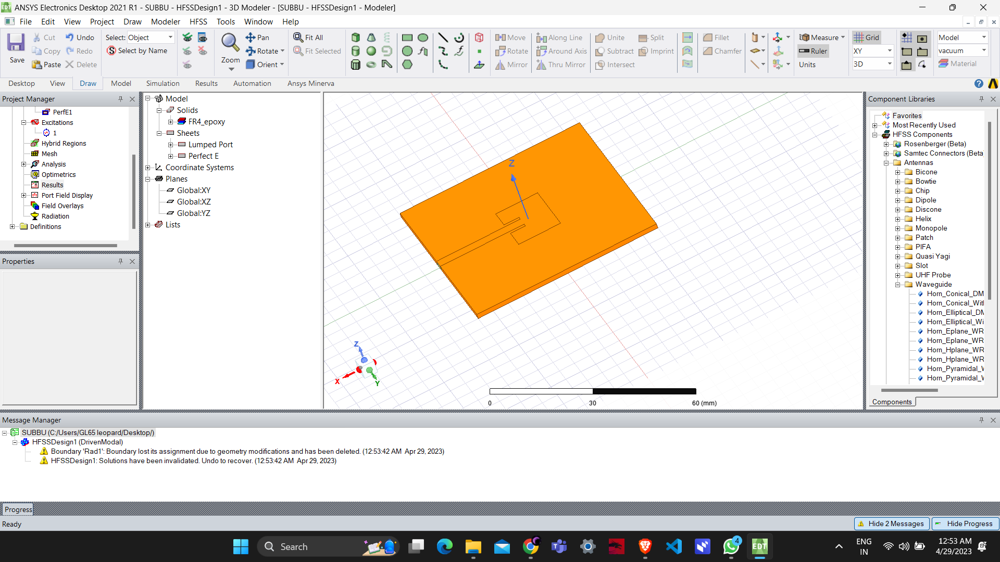 ANSYS Electronics Desktop 2021 R1 - SUBBU - HFSSDesign1 - 3D Modeler - [SUBBU - HFSSDesign1 - Modeler]
File Edit View Project Draw Modeler HFSS Tools Window Help
Save
Cut
Copy
Paste
Undo
Redo
Delete
Select: Object
Select by Name
Zoom
Pan
Rotate
Orient
Fit All
Fit Selected
Move
Rotate
Mirror
Along Line
Around Axis
Thru Mirror
Unite
Subtract
Intersect
Split
Imprint
Fillet
Chamfer
Measure
Ruler
Units
Grid
XY
3D
Model
vacuum
Material
Desktop View Draw Model Simulation Results Automation Ansys Minerva
Project Manager
PerfE1
Excitations
1
Hybrid Regions
Mesh
Analysis
Optimetrics
Results
Port Field Display
Field Overlays
Radiation
Definitions
Properties
Model
Solids
FR4_epoxy
Sheets
Lumped Port
Perfect E
Coordinate Systems
Planes
Global:XY
Global:XZ
Global:YZ
Lists
Z
Z
X
Y
0 30 60 (mm)
Component Libraries
Favorites
Most Recently Used
HFSS Components
Rosenberger (Beta)
Samtec Connectors (Beta
Antennas
Bicone
Bowtie
Chip
Dipole
Discone
Helix
Monopole
Patch
PIFA
Quasi Yagi
Slot
UHF Probe
Waveguide
Horn_Conical_DM
Horn_Conical_Wit
Horn_Elliptical_DM
Horn_Elliptical_Wi
Horn_Eplane_WR
Horn_Eplane_WR
Horn_Hplane_WR
Horn_Hplane_WR
Horn_Pyramidal_W
Horn_Pyramidal_W
Components
Message Manager
SUBBU (C:/Users/GL65 leopard/Desktop/)
HFSSDesign1 (DrivenModal)
Boundary 'Rad1': Boundary lost its assignment due to geometry modifications and has been deleted. (12:53:42 AM Apr 29, 2023)
HFSSDesign1: Solutions have been invalidated. Undo to recover. (12:53:42 AM Apr 29, 2023)
Progress
Ready
Hide 2 Messages
Hide Progress
Search
4
EDT
ENG
IN
12:53 AM
4/29/2023